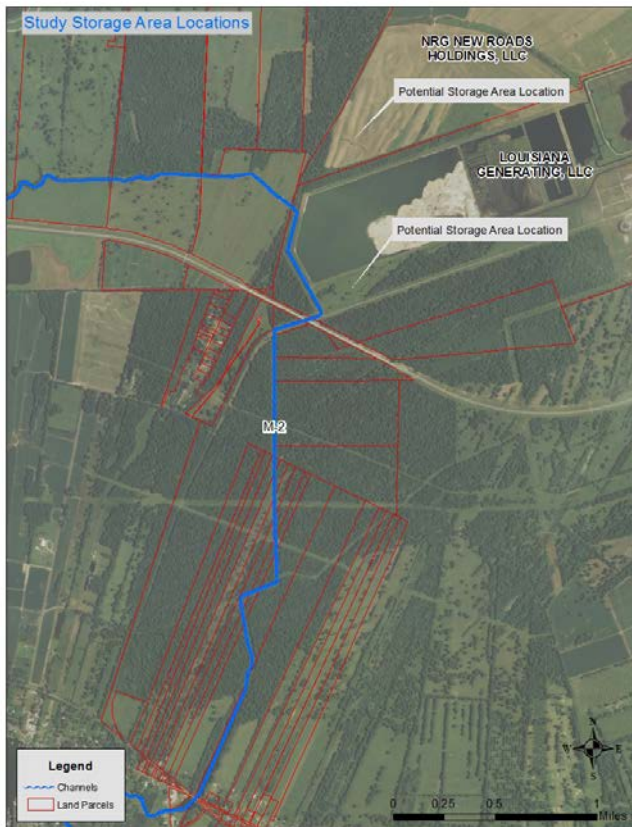 Study Storage Area Locations
NRG NEW ROADS
HOLDINGS, LLC
Potential Storage Area Location
LOUISIANA
GENERATING, LLC
Potential Storage Area Location
M-2
Legend
Channels
Land Parcels
N
W E
S
0 0.25 0.5 1
Miles